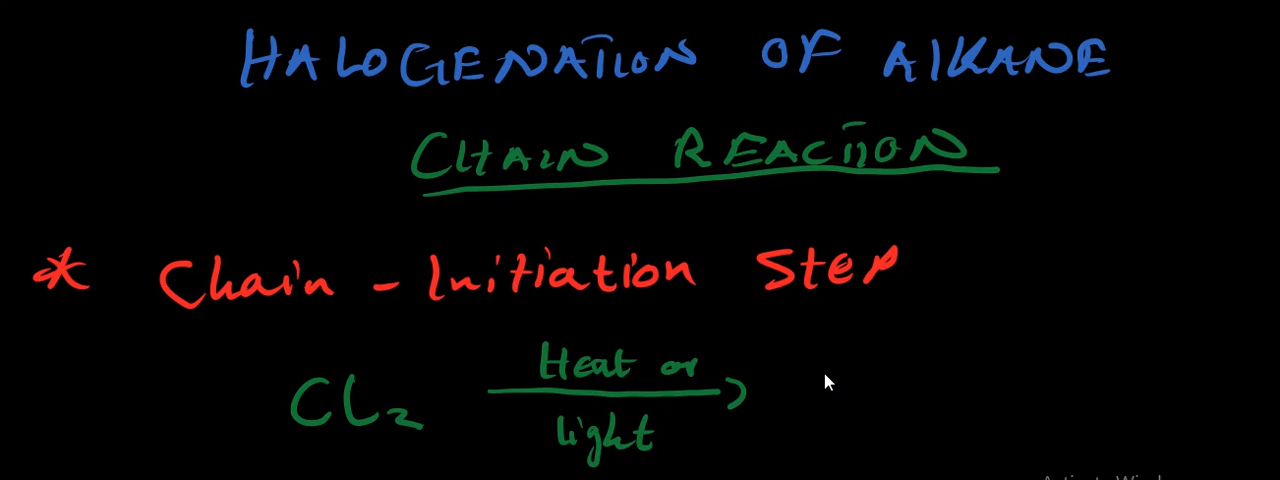 HALOGENATION OF ALKANE
CHAIN REACTION
* Chain - Initiation Step
Cl2 Heat or
light